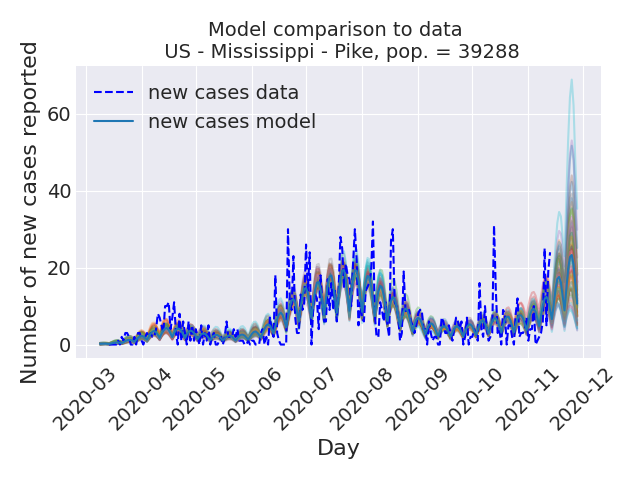 Model comparison to data
US - Mississippi - Pike, pop. = 39288
new cases data
new cases model
Number of new cases reported
60
40
20
0
2020-03
2020-04
2020-05
2020-06
2020-07
2020-08
2020-09
2020-10
2020-11
2020-12
Day